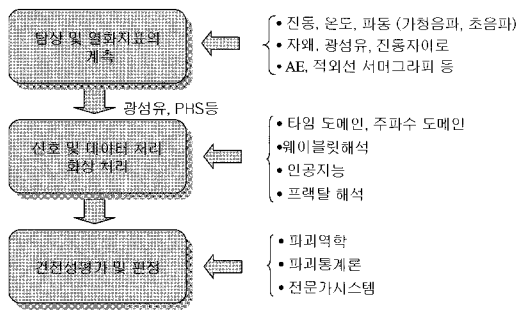 탐상 및 열화지표의
계측
• 진동, 온도, 파동 (가청음파, 초음파)
• 자왜, 광섬유, 진동자이로
• AE, 적외선 서머그라피 등
광섬유, PHS등
신호 및 데이터 처리
화상 처리
• 타임 도메인, 주파수 도메인
•웨이블릿해석
• 인공지능
• 프랙탈 해석
건전성평가 및 판정
• 파괴역학
• 파괴통계론
• 전문가시스템